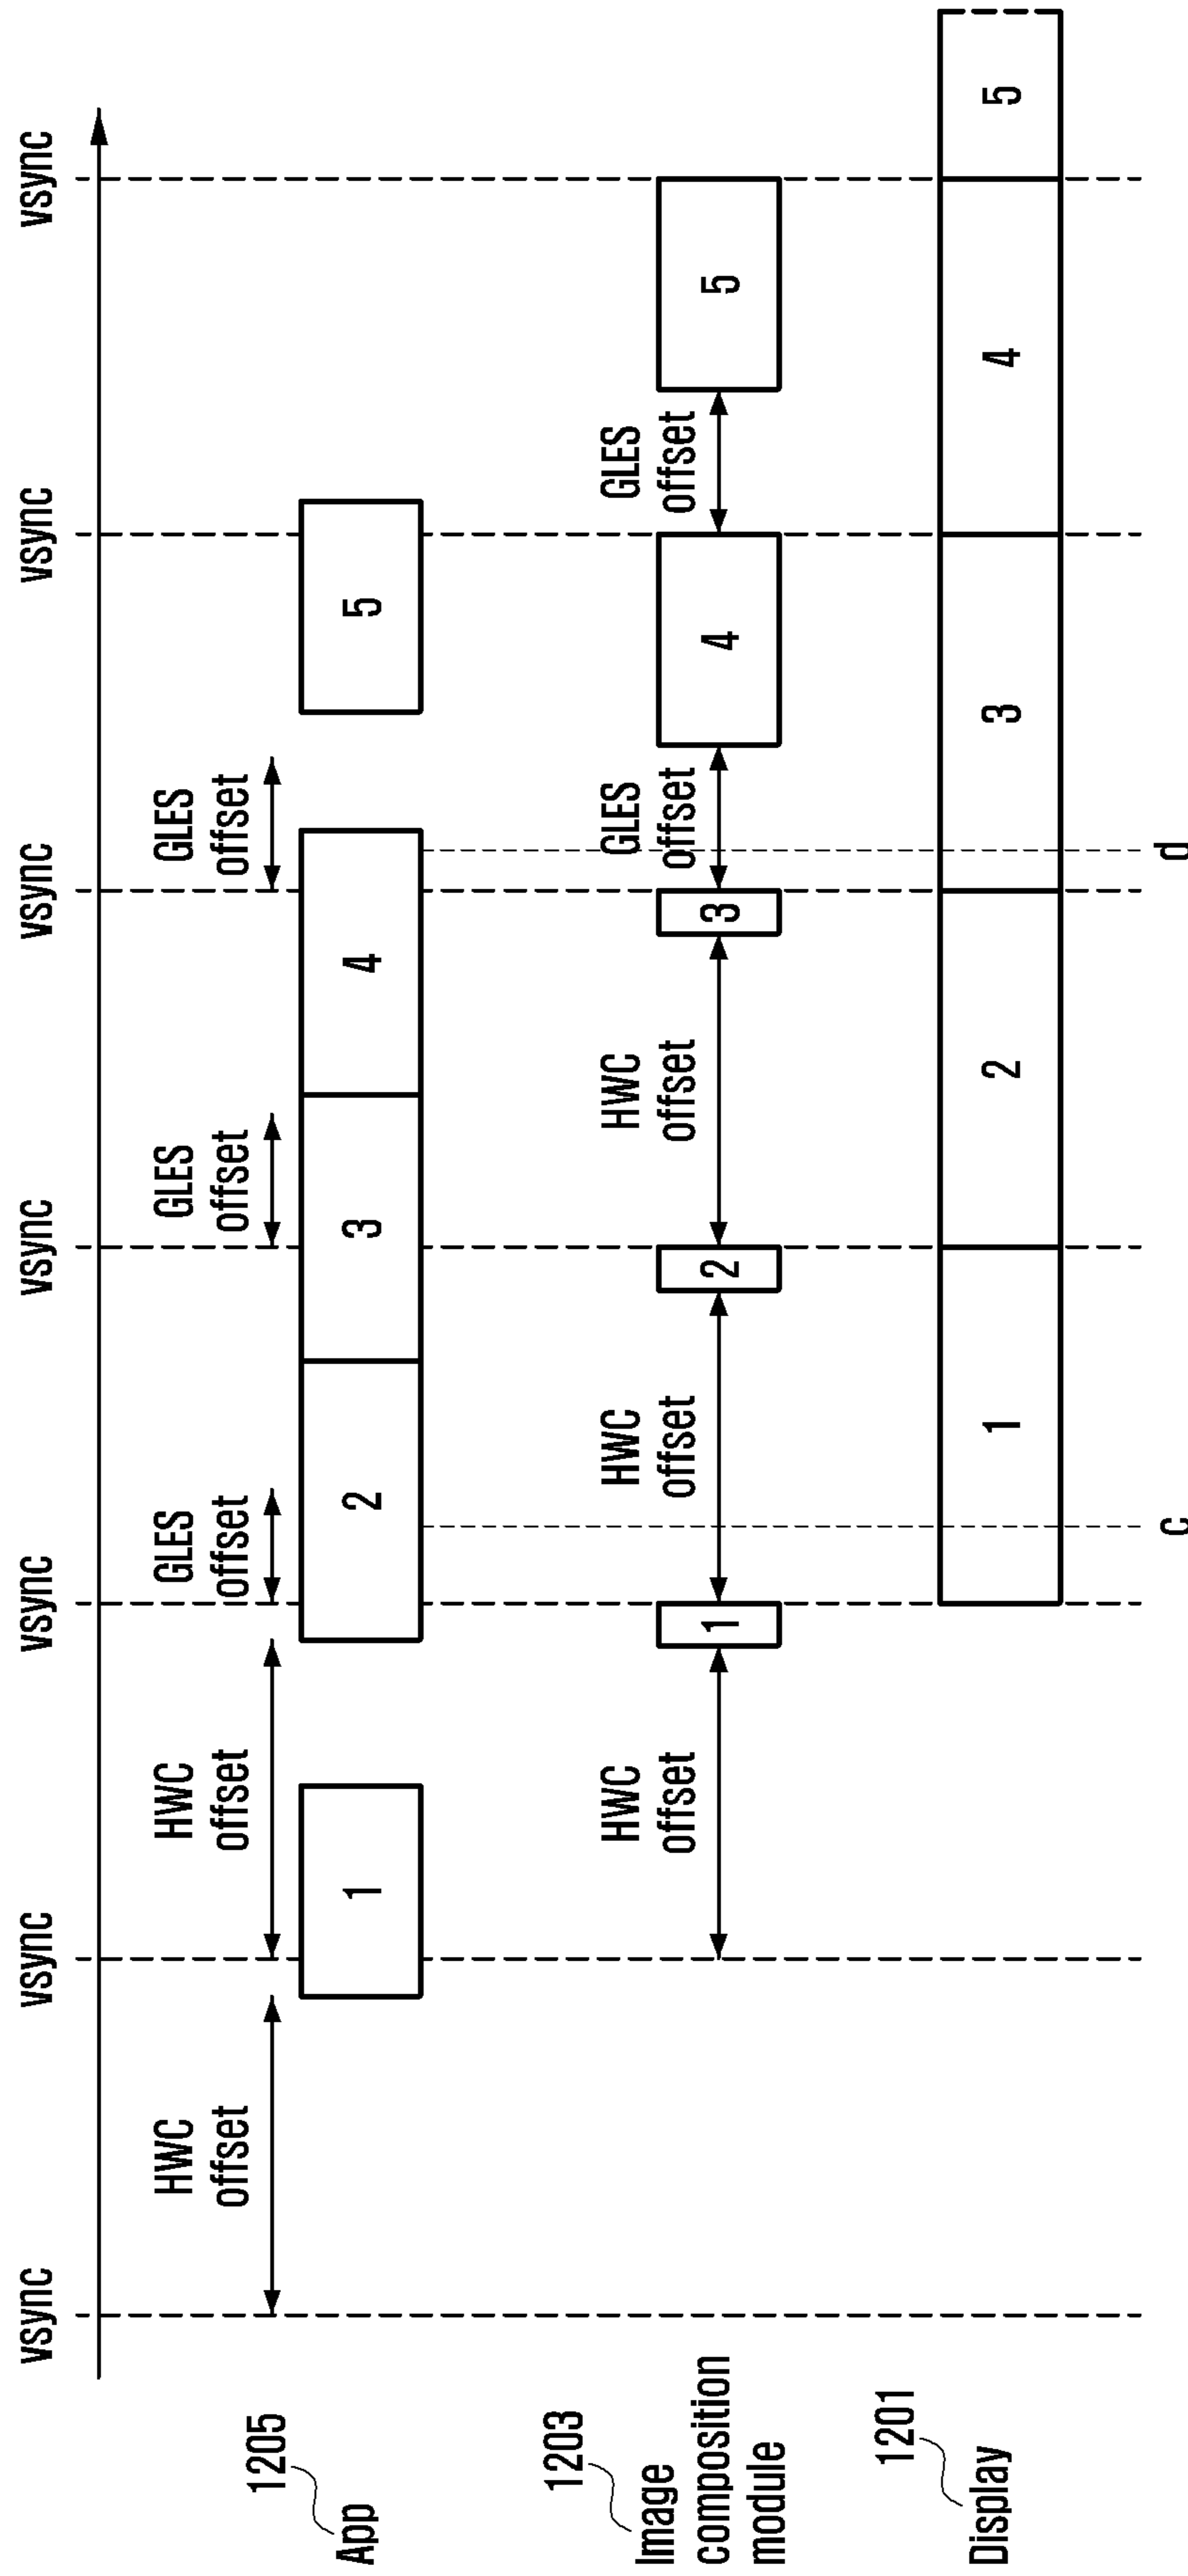 vsync vsync vsync vsync vsync vsync vsync
HWC offset
HWC offset
GLES offset
GLES offset
GLES offset
1205
App
1 2 3 4 5
1203
Image
composition
module
HWC offset
HWC offset
HWC offset
GLES offset
GLES offset
1 2 3 4 5
1201
Display
1 2 3 4 5
c d